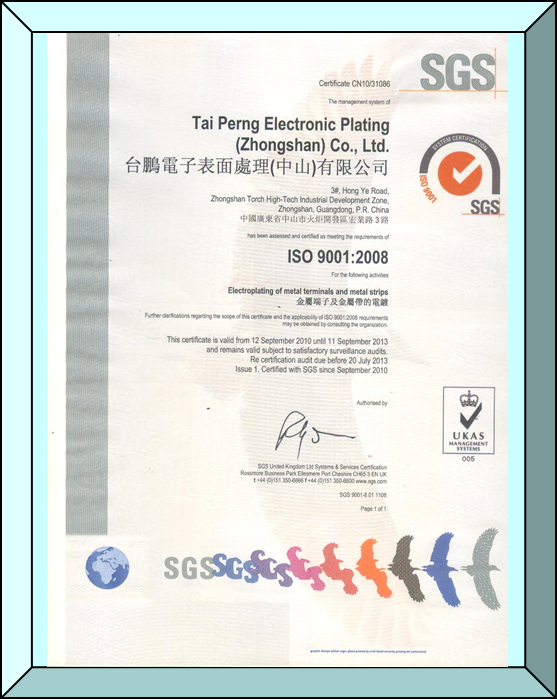 SGS
Certificate CN10/31086
The management system of
Tai Perng Electronic Plating
(Zhongshan) Co., Ltd.
台鵬電子表面處理(中山)有限公司
SYSTEM CERTIFICATION
ISO 9001
SGS
3#, Hong Ye Road,
Zhongshan Torch High-Tech Industrial Development Zone,
Zhongshan, Guangdong, P.R. China
中國廣東省中山市火炬開發區宏業路 3 路
has been assessed and certified as meeting the requirements of
ISO 9001:2008
For the following activities
Electroplating of metal terminals and metal strips
金屬端子及金屬帶的電鍍
Further clarifications regarding the scope of this certificate and the applicability of ISO 9001:2008 requirements
may be obtained by consulting the organization.
This certificate is valid from 12 September 2010 until 11 September 2013
and remains valid subject to satisfactory surveillance audits.
Re certification audit due before 20 July 2013
Issue 1. Certified with SGS since September 2010
Authorised by
UKAS
MANAGEMENT
SYSTEMS
005
SGS United Kingdom Ltd Systems & Services Certification
Rossmore Business Park Ellesmere Port Cheshire CH65 3 EN UK
t +44 (0)151 350-6666 f +44 (0)151 350-6600 www.sgs.com
SGS 9001-8 01 1108
Page 1 of 1
SGS SGS SGS